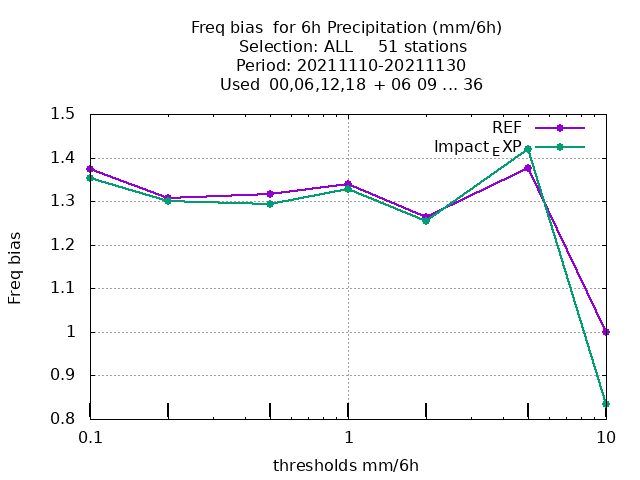 Freq bias  for 6h Precipitation (mm/6h)
Selection: ALL     51 stations
Period: 20211110-20211130
Used  00,06,12,18  + 06 09 ... 36
1.5
1.4
1.3
1.2
1.1
1
0.9
0.8
Freq bias
REF
Impact_EXP
0.1
1
10
thresholds mm/6h